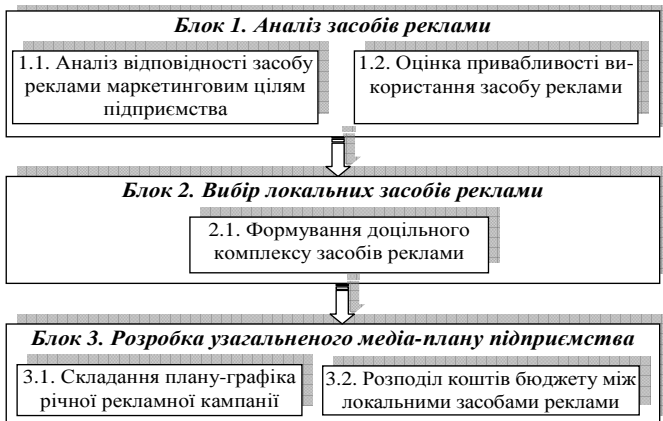 Блок 1. Аналіз засобів реклами
1.1. Аналіз відповідності засобу
реклами маркетинговим цілям
підприємства
1.2. Оцінка привабливості ви-
користання засобу реклами
Блок 2. Вибір локальних засобів реклами
2.1. Формування доцільного
комплексу засобів реклами
Блок 3. Розробка узагальненого медіа-плану підприємства
3.1. Складання плану-графіка
річної рекламної кампанії
3.2. Розподіл коштів бюджету між
локальними засобами реклами